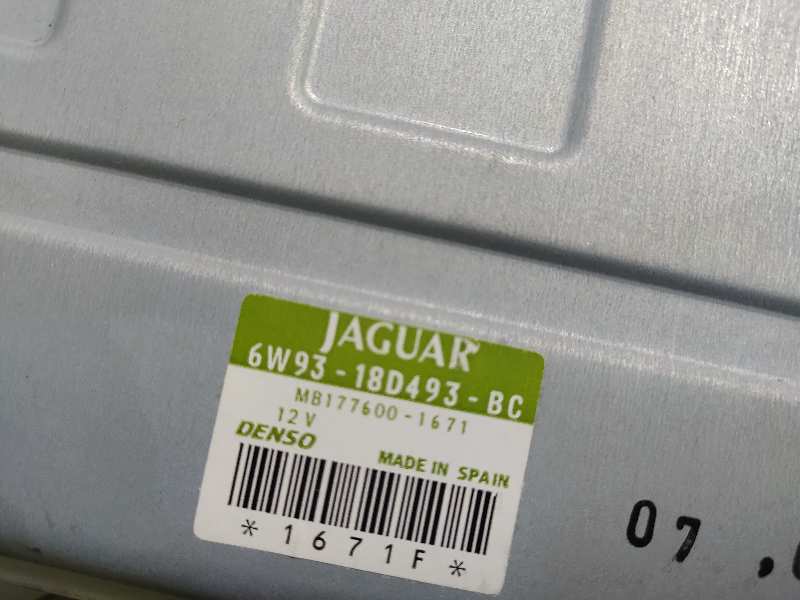 JAGUAR
6W93-18D493-BC
MB177600-1671
12V
DENSO
MADE IN SPAIN
*1671F*
07 .